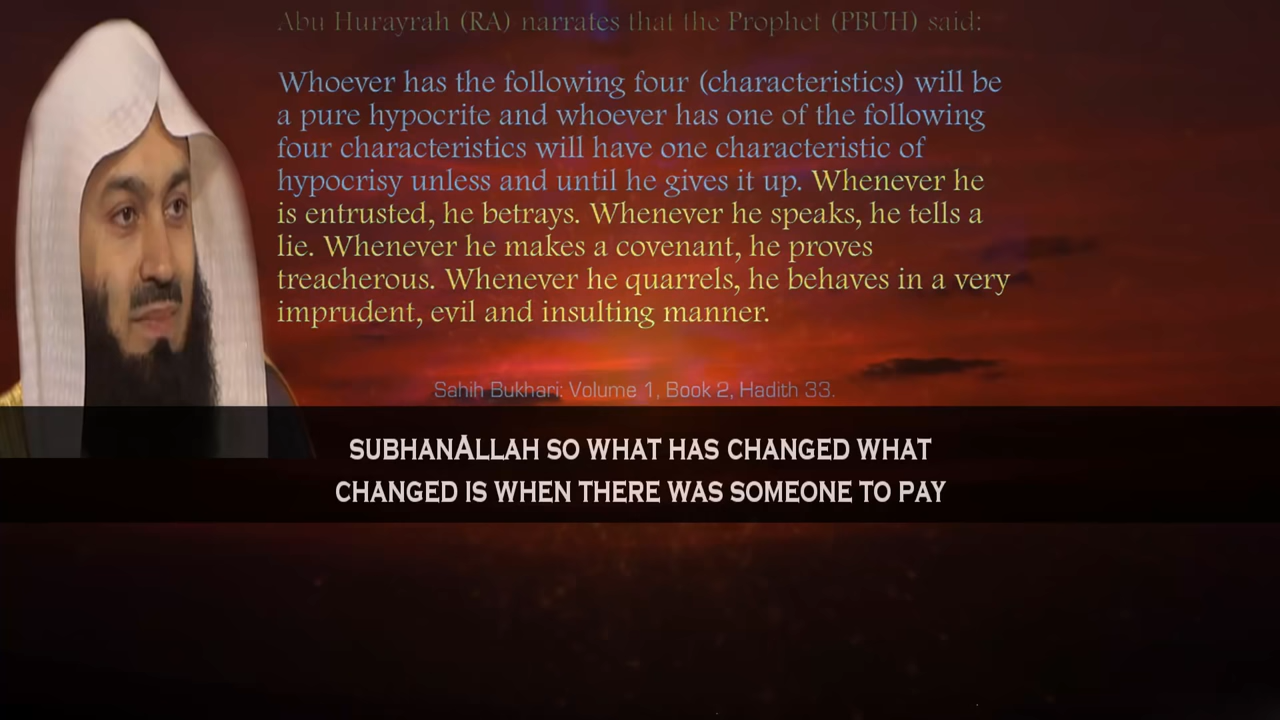 Abu Hurayrah (RA) narrates that the Prophet (PBUH) said:
Whoever has the following four (characteristics) will be
a pure hypocrite and whoever has one of the following
four characteristics will have one characteristic of
hypocrisy unless and until he gives it up. Whenever he
is entrusted, he betrays. Whenever he speaks, he tells a
lie. Whenever he makes a covenant, he proves
treacherous. Whenever he quarrels, he behaves in a very
imprudent, evil and insulting manner.
Sahih Bukhari: Volume 1, Book 2, Hadith 33.
SUBHANALLAH SO WHAT HAS CHANGED WHAT
CHANGED IS WHEN THERE WAS SOMEONE TO PAY